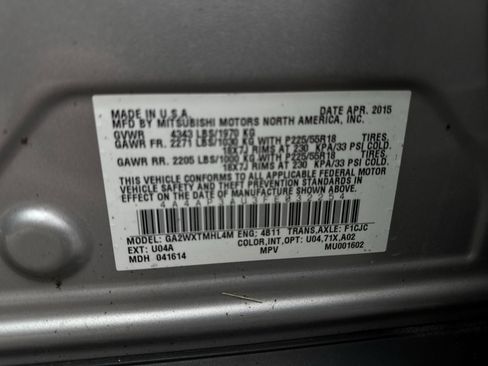 MADE IN U.S.A. DATE APR. 2015
MFD BY MITSUBISHI MOTORS NORTH AMERICA, INC.
GVWR 4343 LBS/1970 KG
GAWR FR. 2271 LBS/1030 KG WITH P225/55R18 TIRES,
18X7J RIMS AT 230 KPA/33 PSI COLD.
GAWR RR. 2205 LBS/1000 KG WITH P225/55R18 TIRES,
18X7J RIMS AT 230 KPA/33 PSI COLD.
THIS VEHICLE CONFORMS TO ALL APPLICABLE FEDERAL MOTOR
VEHICLE SAFETY AND THEFT PREVENTION STANDARDS IN
EFFECT ON THE DATE OF MANUFACTURE SHOWN ABOVE.
MODEL: GA2WXTMHL4M ENG: 4B11 TRANS,AXLE: F1CJC
EXT: U04A COLOR,INT,OPT: U04,71X,A02
MDH 041614 MPV MU001602